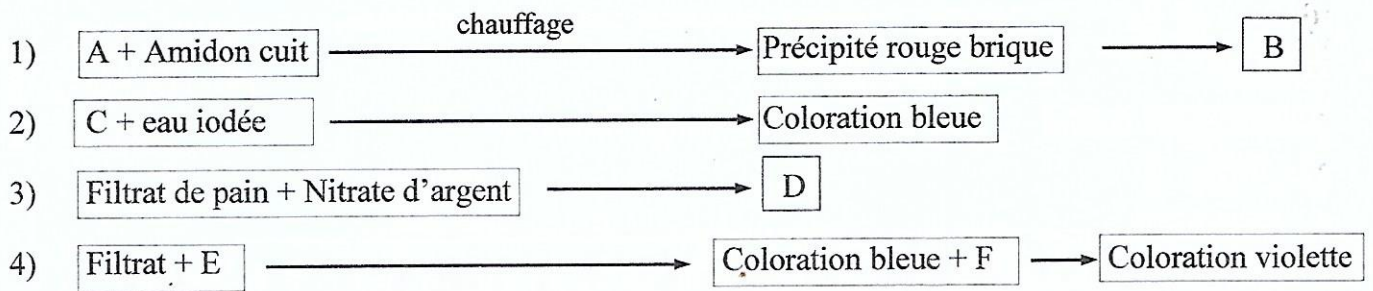 chauffage
1) A + Amidon cuit Précipité rouge brique B
2) C + eau iodée Coloration bleue
3) Filtrat de pain + Nitrate d'argent D
4) Filtrat + E Coloration bleue + F Coloration violette